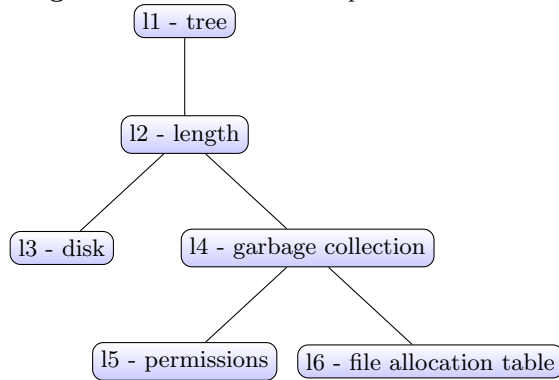 l1 - tree
l2 - length
l3 - disk
l4 - garbage collection
l5 - permissions
l6 - file allocation table